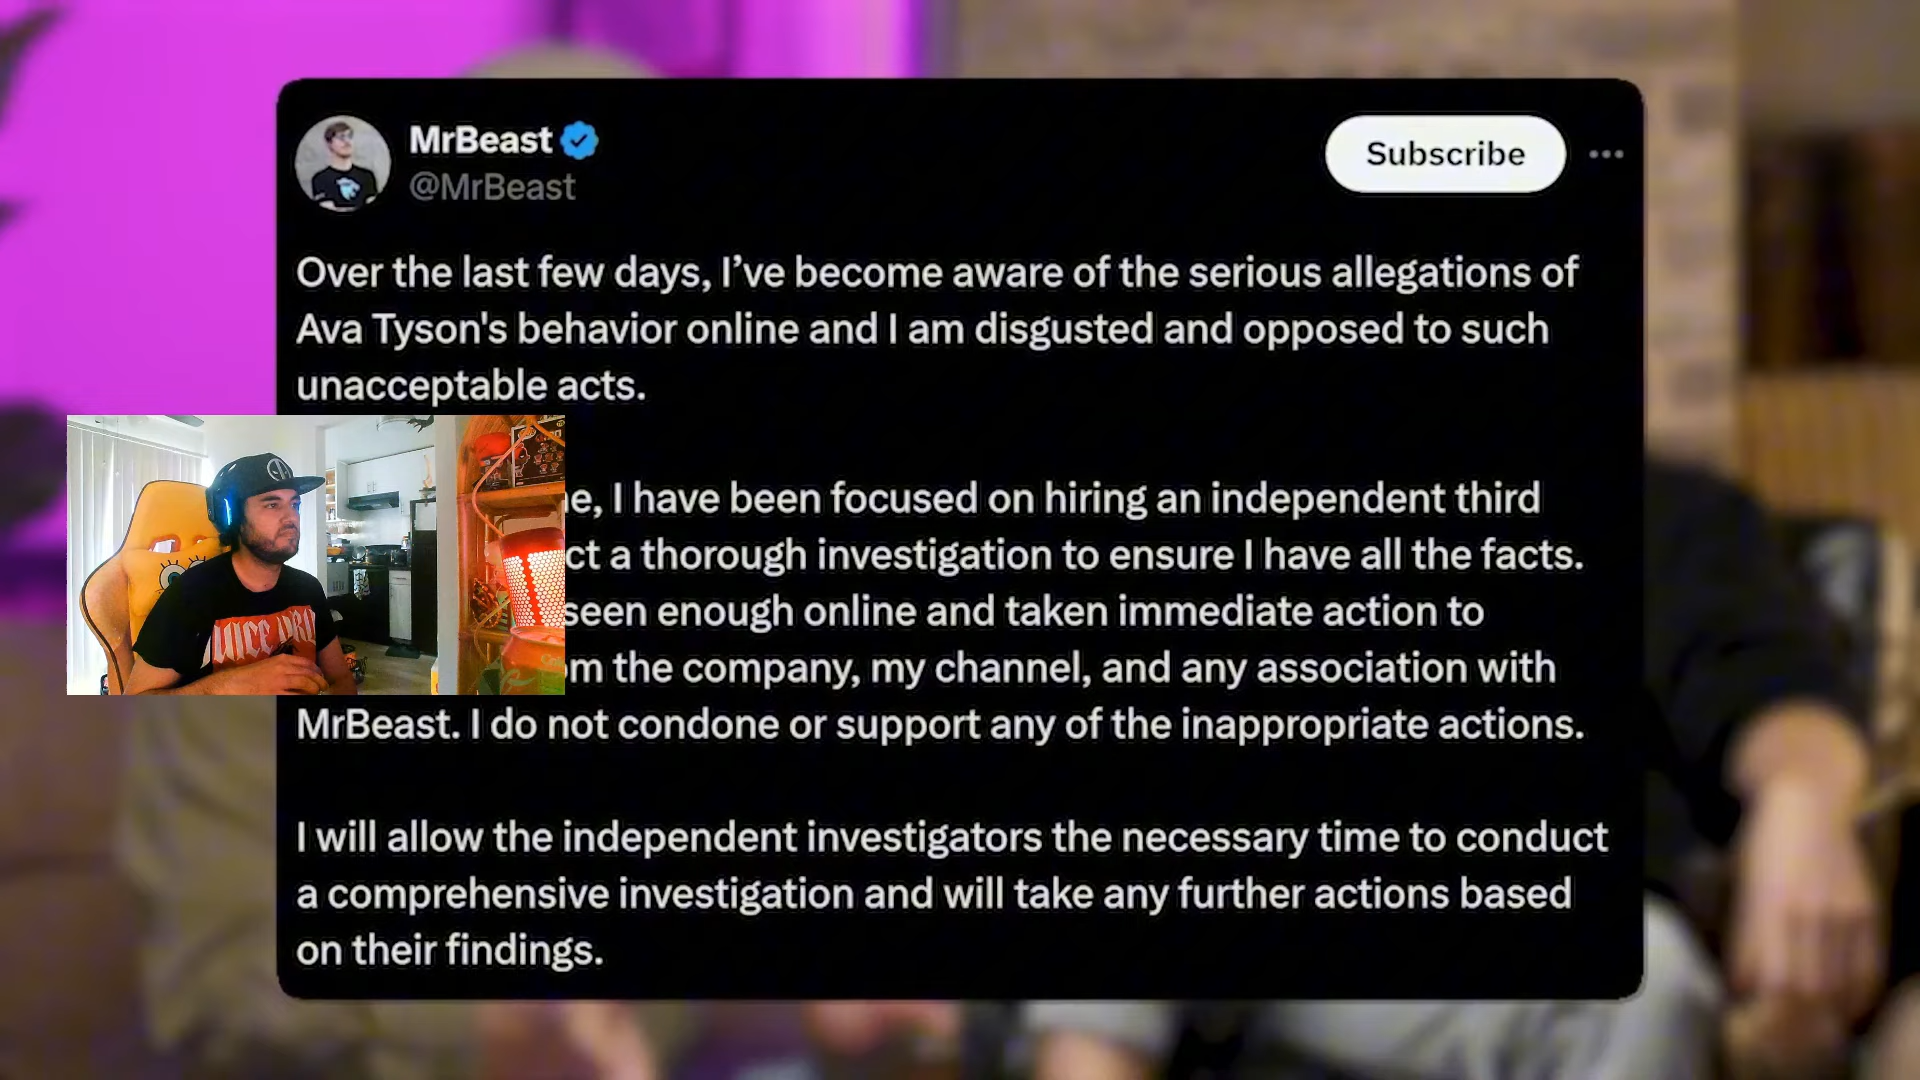 MrBeast
@MrBeast
Subscribe
Over the last few days, I’ve become aware of the serious allegations of
Ava Tyson's behavior online and I am disgusted and opposed to such
unacceptable acts.
I have been focused on hiring an independent third
a thorough investigation to ensure I have all the facts.
seen enough online and taken immediate action to
the company, my channel, and any association with
MrBeast. I do not condone or support any of the inappropriate actions.
I will allow the independent investigators the necessary time to conduct
a comprehensive investigation and will take any further actions based
on their findings.